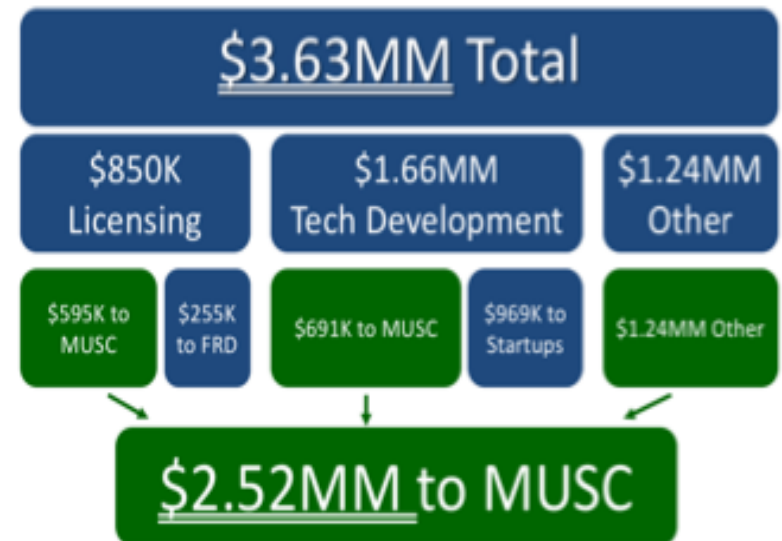 $3.63MM Total
$850K
Licensing
$1.66MM
Tech Development
$1.24MM
Other
$595K to
MUSC
$255K
to FRD
$691K to MUSC
$969K to
Startups
$1.24MM Other
$2.52MM to MUSC